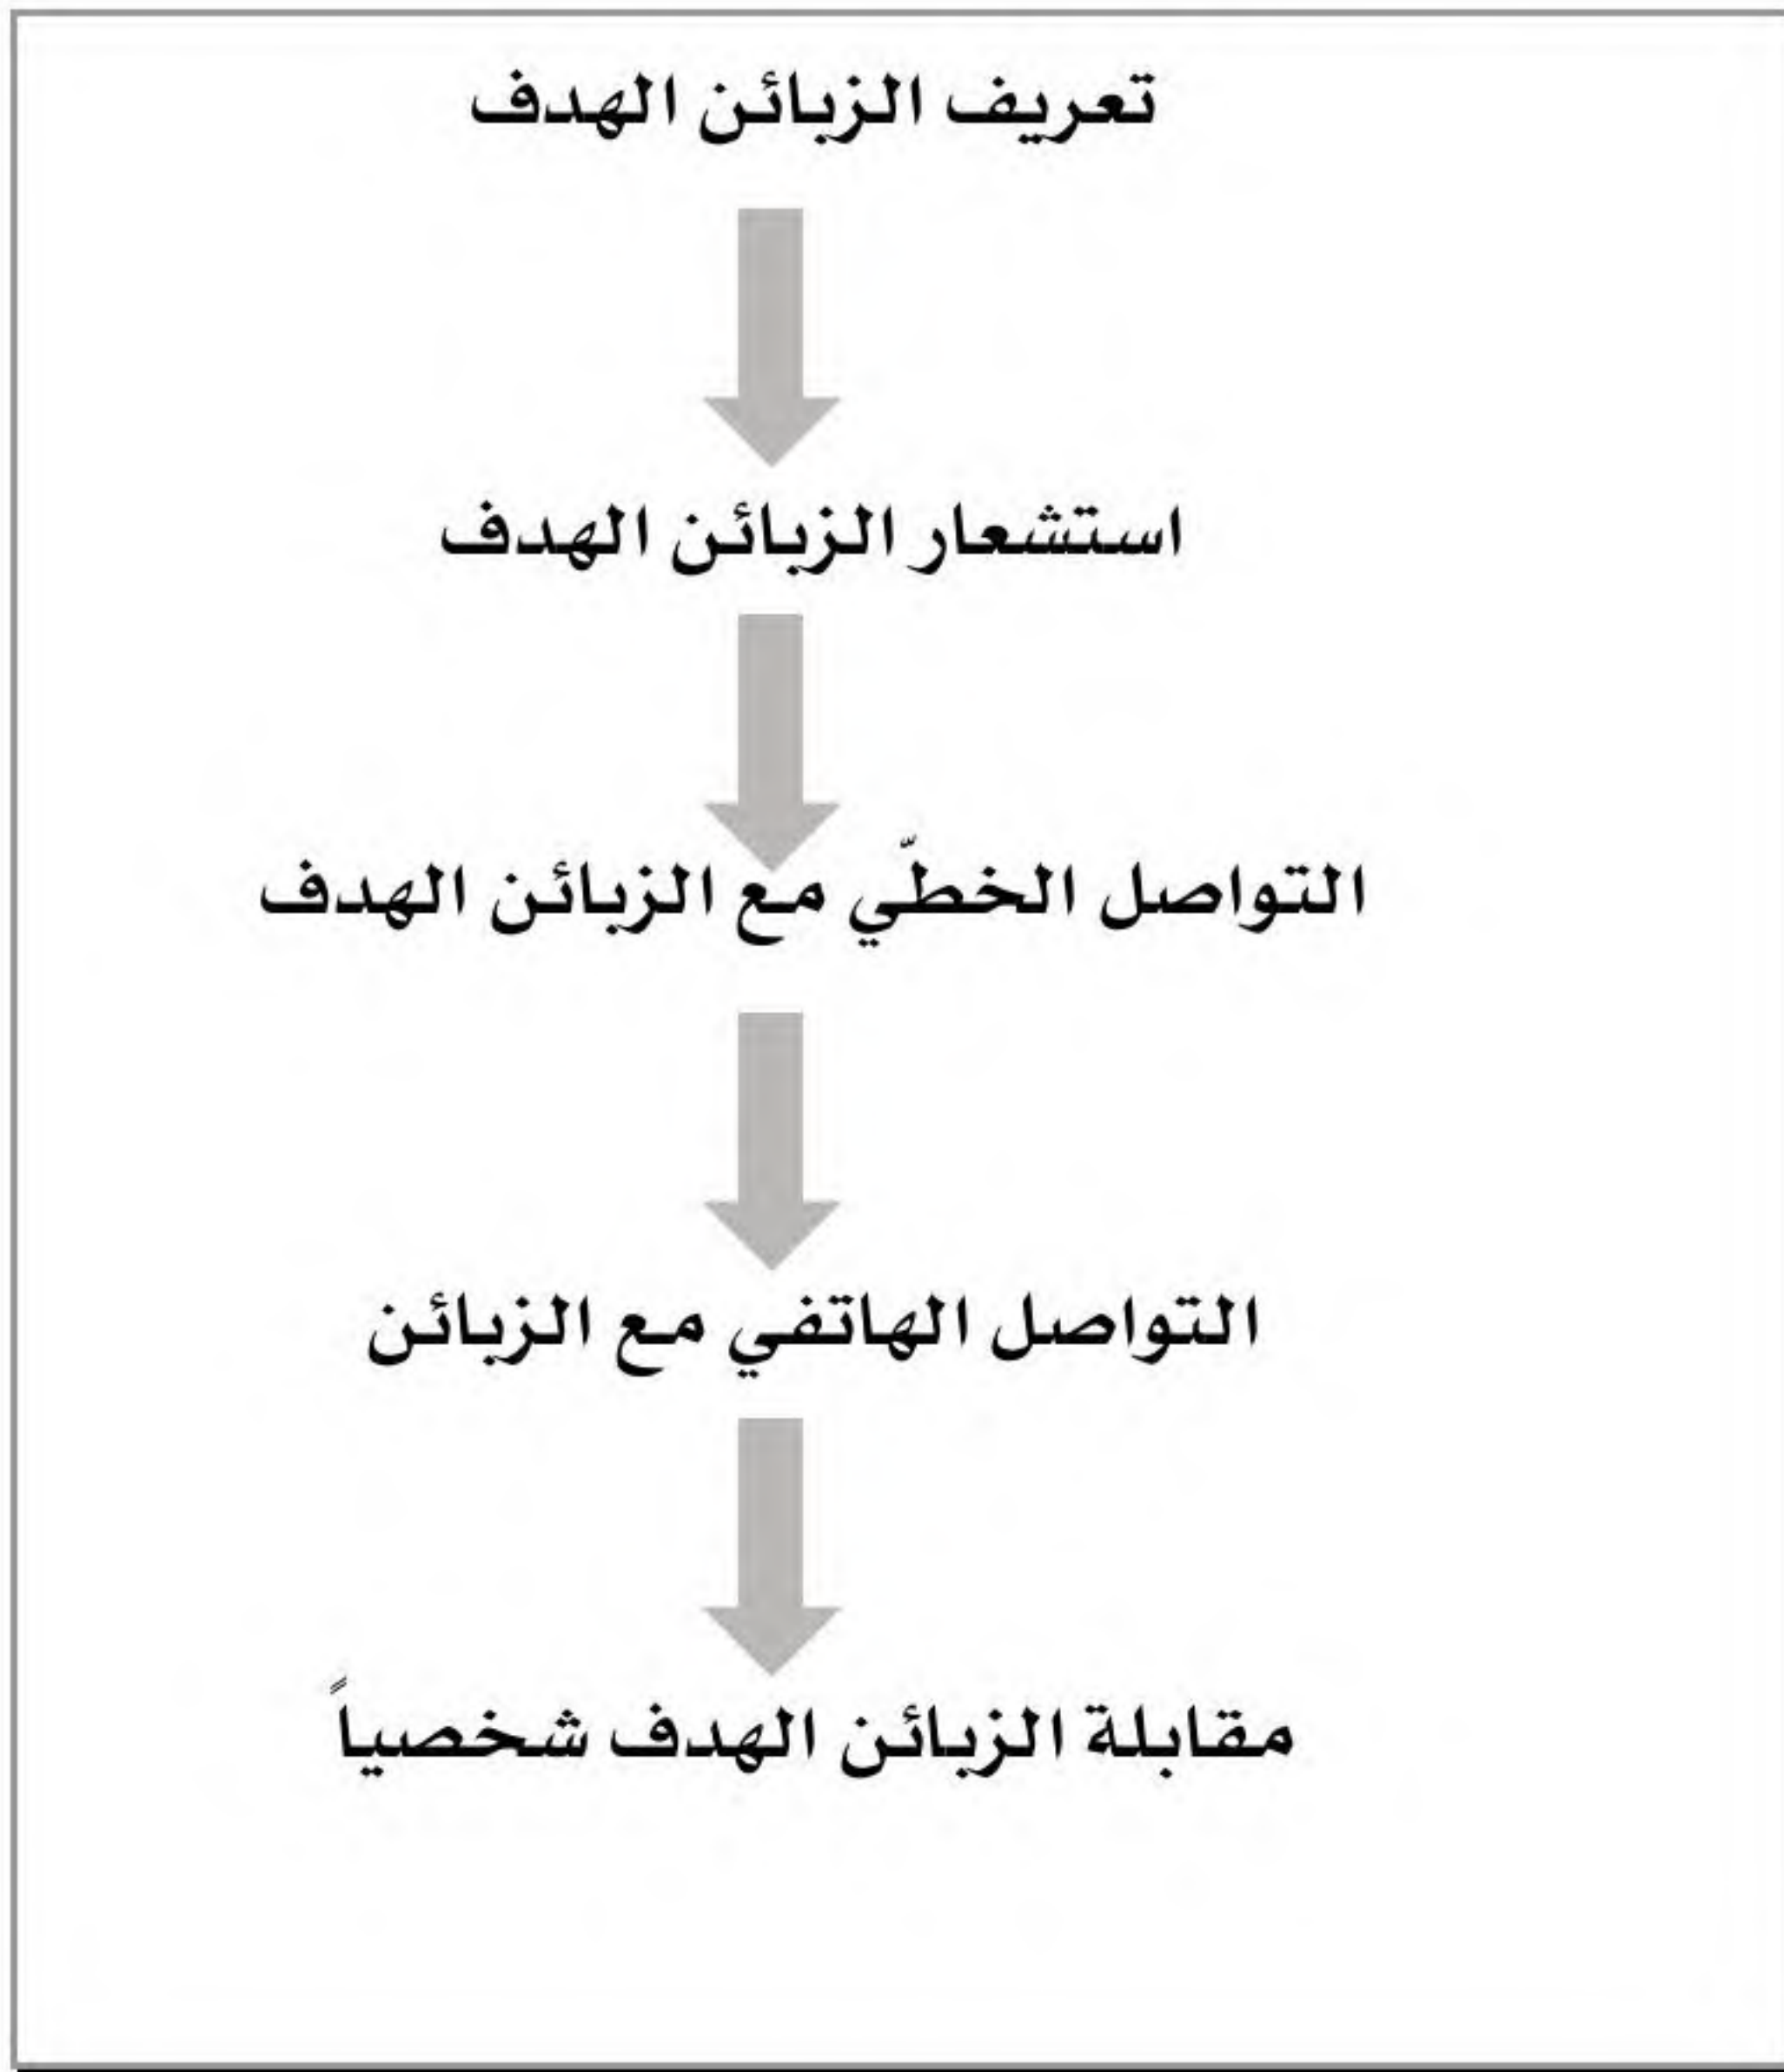 تعريف الزبائن الهدف
استشعار الزبائن الهدف
التواصل الخطّي مع الزبائن الهدف
التواصل الهاتفي مع الزبائن
مقابلة الزبائن الهدف شخصياً